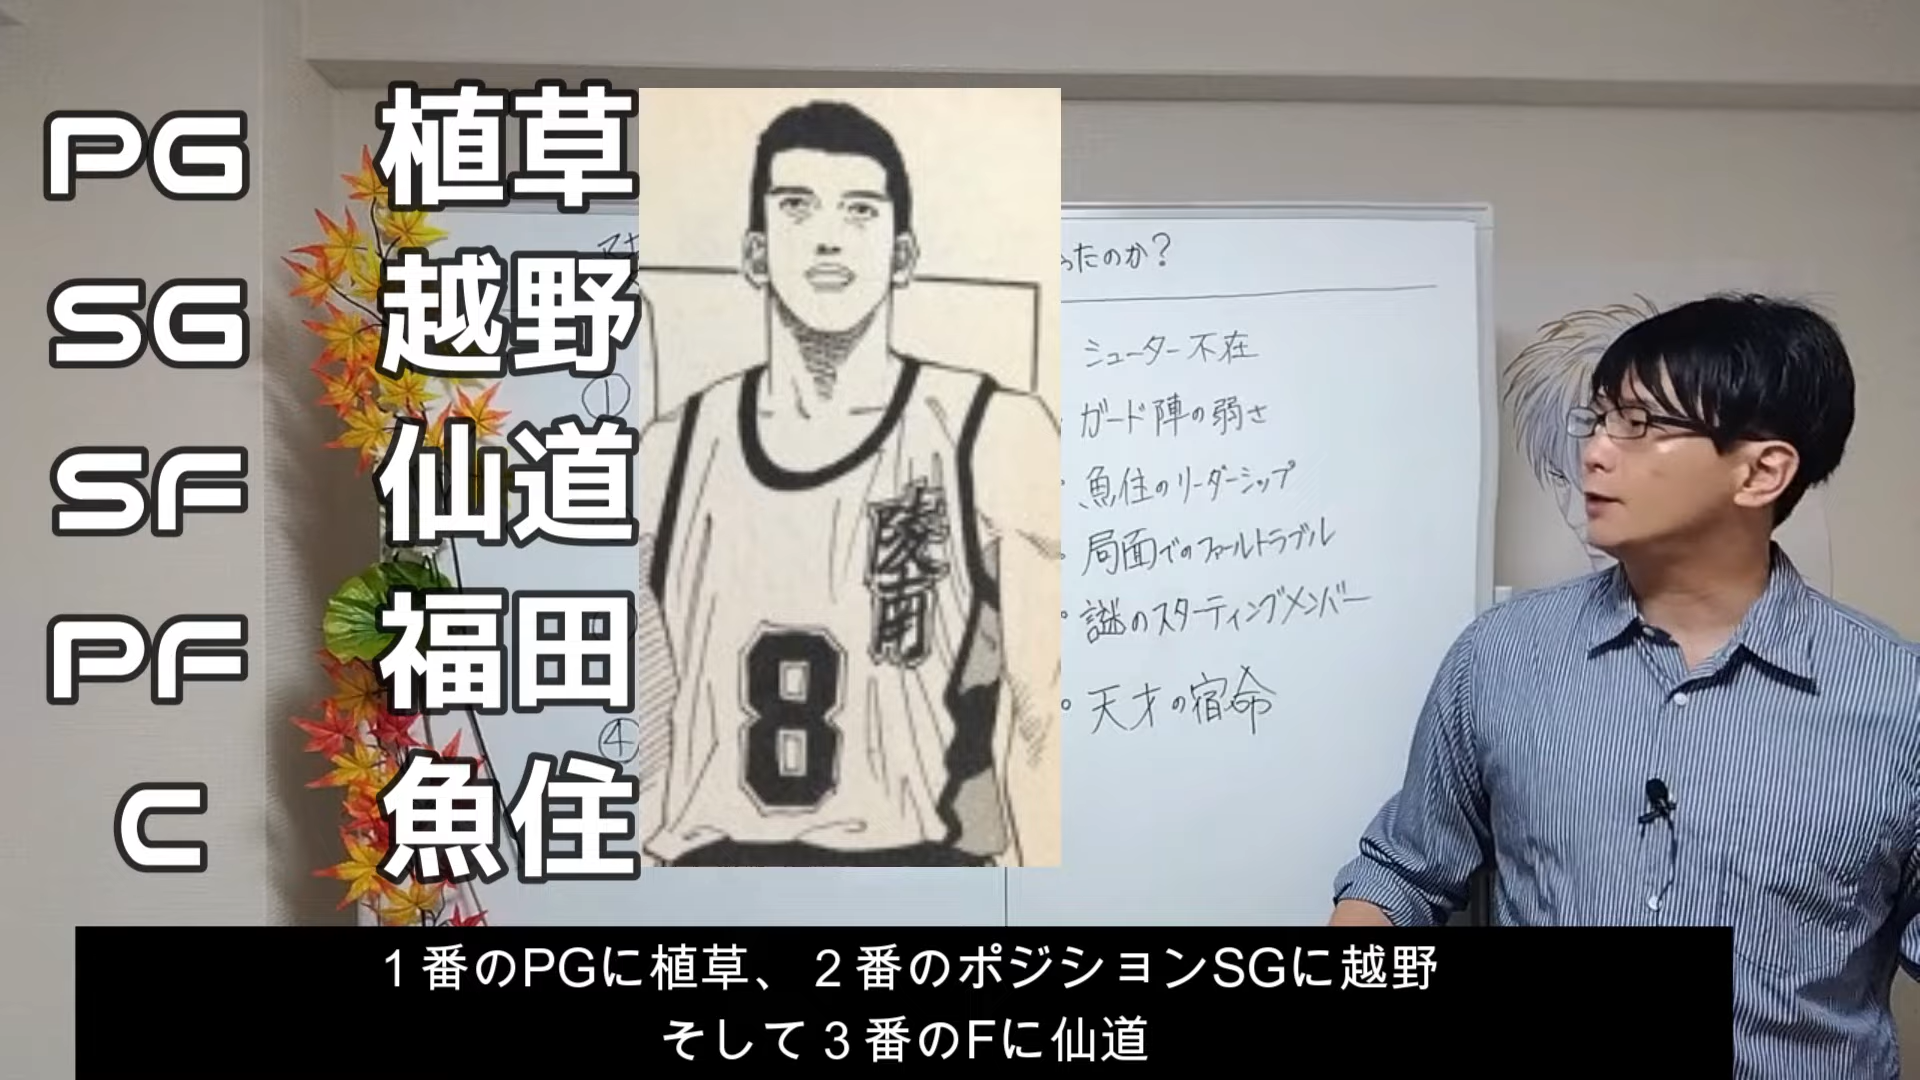 PG 植草
SG 越野
SF 仙道
PF 福田
C 魚住
陵南
8
ったのか?
①
④
シューター不在
・ガード陣の弱さ
・魚住のリーダーシップ
・局面でのファールトラブル
・謎のスターティングメンバー
・天才の宿命
1番のPGに植草、2番のポジションSGに越野
そして3番のFに仙道